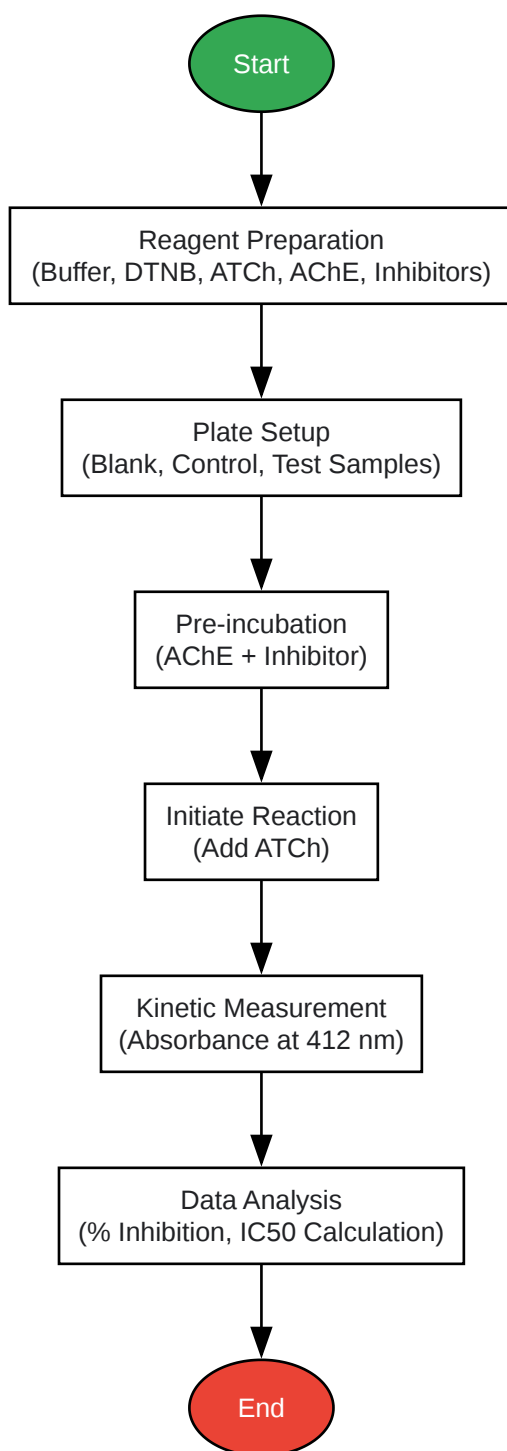 Start
Reagent Preparation
(Buffer, DTNB, ATCh, AChE, Inhibitors)
Plate Setup
(Blank, Control, Test Samples)
Pre-incubation
(AChE + Inhibitor)
Initiate Reaction
(Add ATCh)
Kinetic Measurement
(Absorbance at 412 nm)
Data Analysis
(% Inhibition, IC50 Calculation)
End